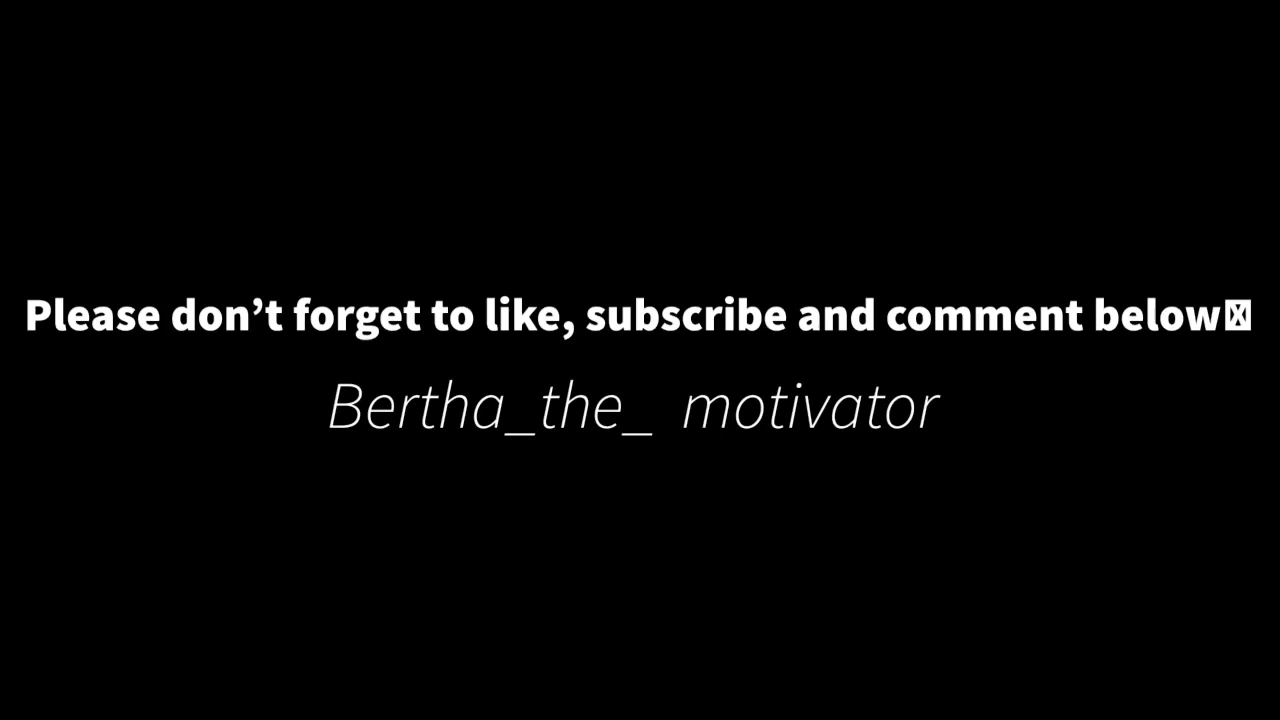 Please don’t forget to like, subscribe and comment below
Bertha_the_ motivator